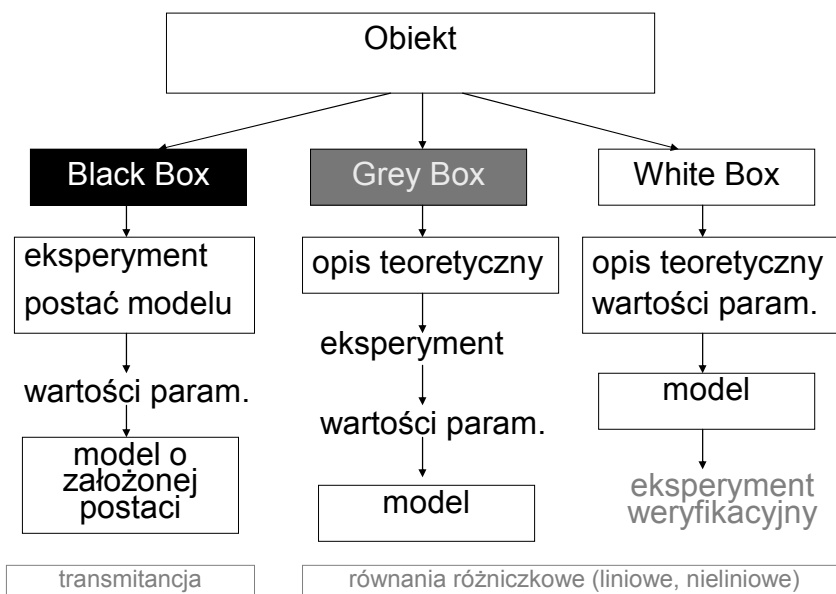 Obiekt
Black Box
Grey Box
White Box
eksperyment
postać modelu
wartości param.
model o
założonej
postaci
opis teoretyczny
eksperyment
wartości param.
model
opis teoretyczny
wartości param.
model
eksperyment
weryfikacyjny
transmitancja
równania różniczkowe (liniowe, nieliniowe)